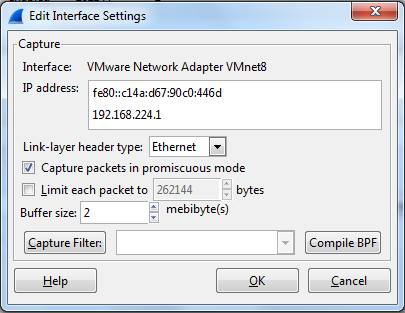 Edit Interface Settings
Capture
Interface: VMware Network Adapter VMnet8
IP address:
fe80::c14a:d67:90c0:446d
192.168.224.1
Link-layer header type: Ethernet
Capture packets in promiscuous mode
Limit each packet to 262144 bytes
Buffer size: 2 mebibyte(s)
Capture Filter: Compile BPF
Help OK Cancel